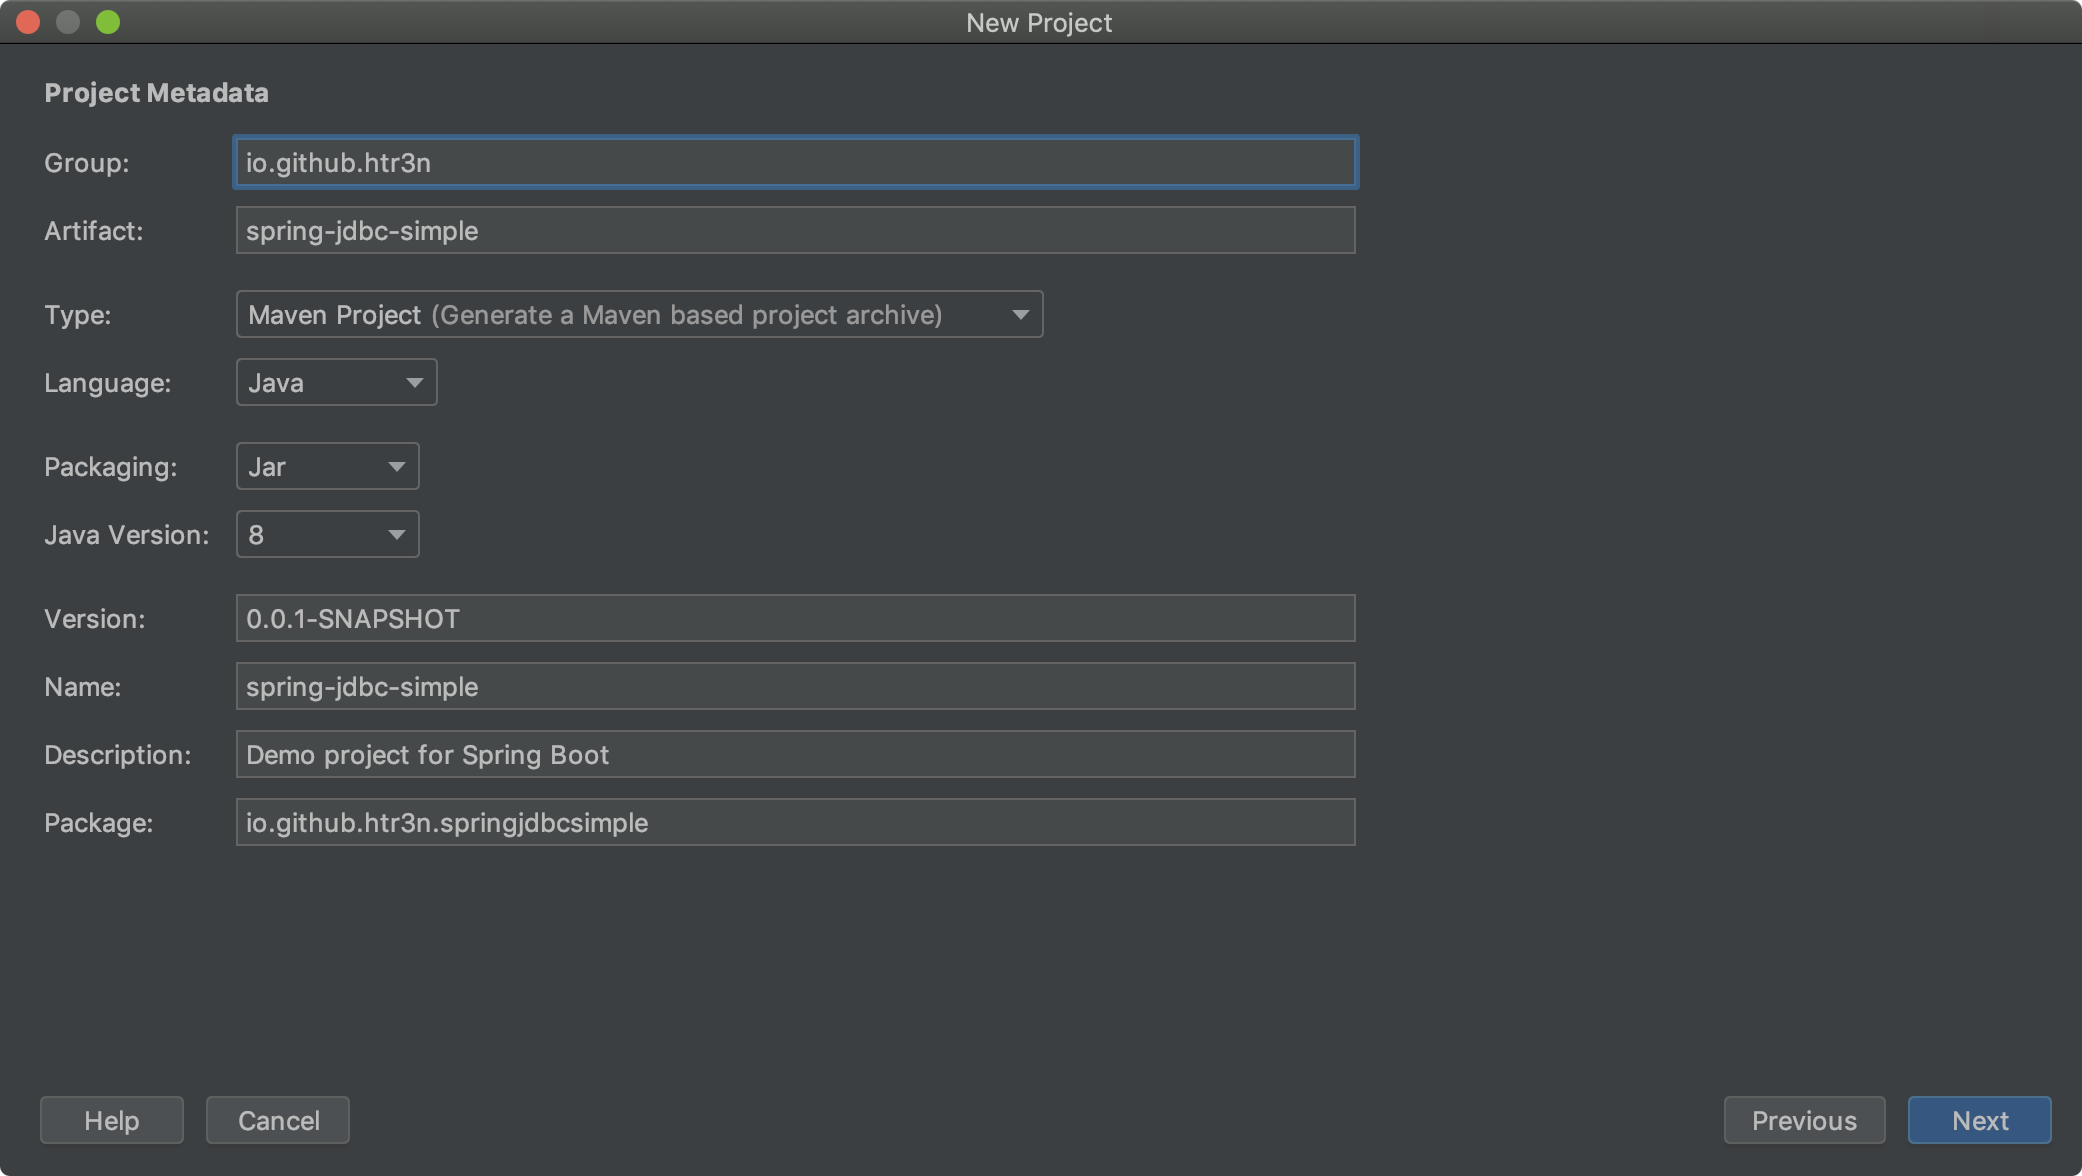 New Project
Project Metadata
Group: io.github.htr3n
Artifact: spring-jdbc-simple
Type: Maven Project (Generate a Maven based project archive)
Language: Java
Packaging: Jar
Java Version: 8
Version: 0.0.1-SNAPSHOT
Name: spring-jdbc-simple
Description: Demo project for Spring Boot
Package: io.github.htr3n.springjdbcsimple
Help Cancel Previous Next